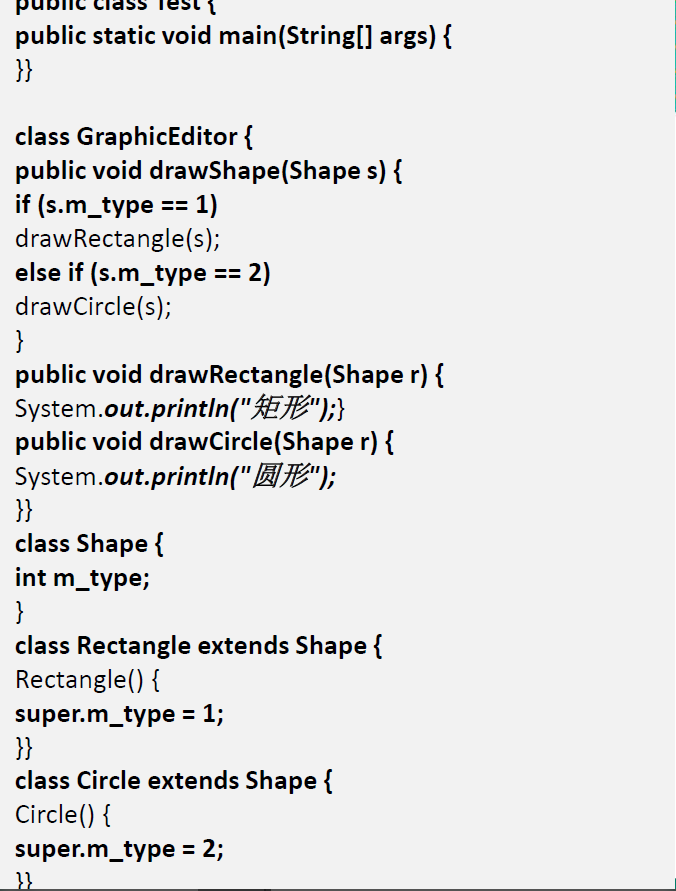 public class Test {
public static void main(String[] args) {
}}
class GraphicEditor {
public void drawShape(Shape s) {
if (s.m_type == 1)
drawRectangle(s);
else if (s.m_type == 2)
drawCircle(s);
}
public void drawRectangle(Shape r) {
System.out.println("矩形");}
public void drawCircle(Shape r) {
System.out.println("圆形");
}}
class Shape {
int m_type;
}
class Rectangle extends Shape {
Rectangle() {
super.m_type = 1;
}}
class Circle extends Shape {
Circle() {
super.m_type = 2;
}}